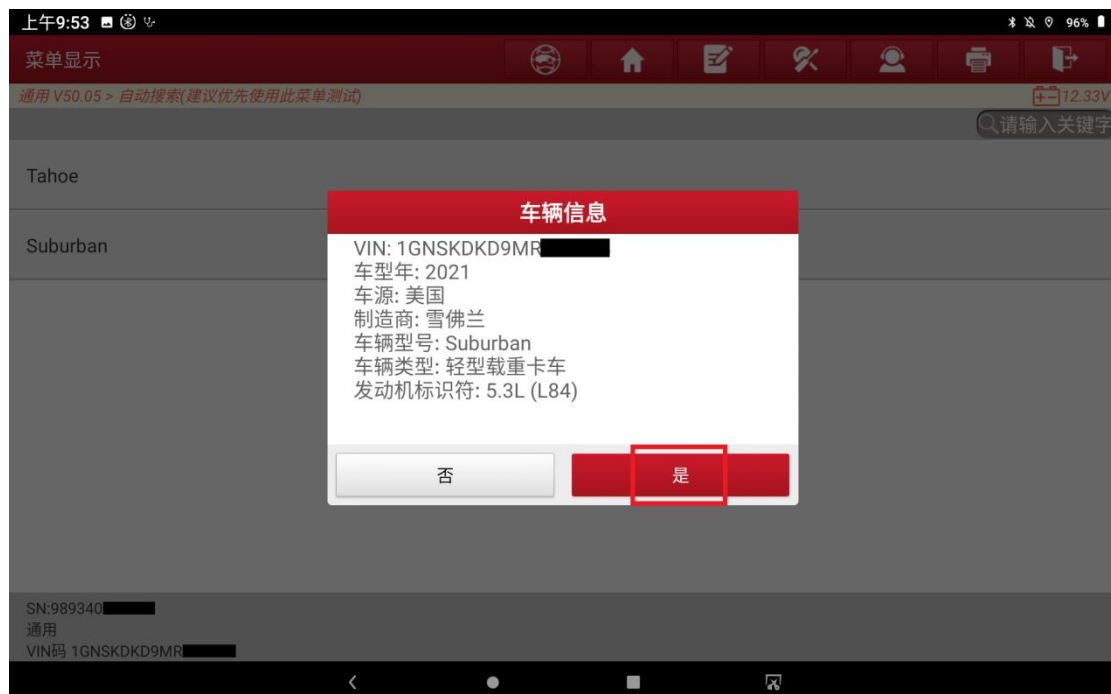 上午9:53
96%
菜单显示
通用 V50.05 > 自动搜索(建议优先使用此菜单测试)
12.33V
请输入关键字
Tahoe
Suburban
车辆信息
VIN: 1GNSKDKD9MR
车型年: 2021
车源: 美国
制造商: 雪佛兰
车辆型号: Suburban
车辆类型: 轻型载重卡车
发动机标识符: 5.3L (L84)
否
是
SN:989340
通用
VIN码 1GNSKDKD9MR